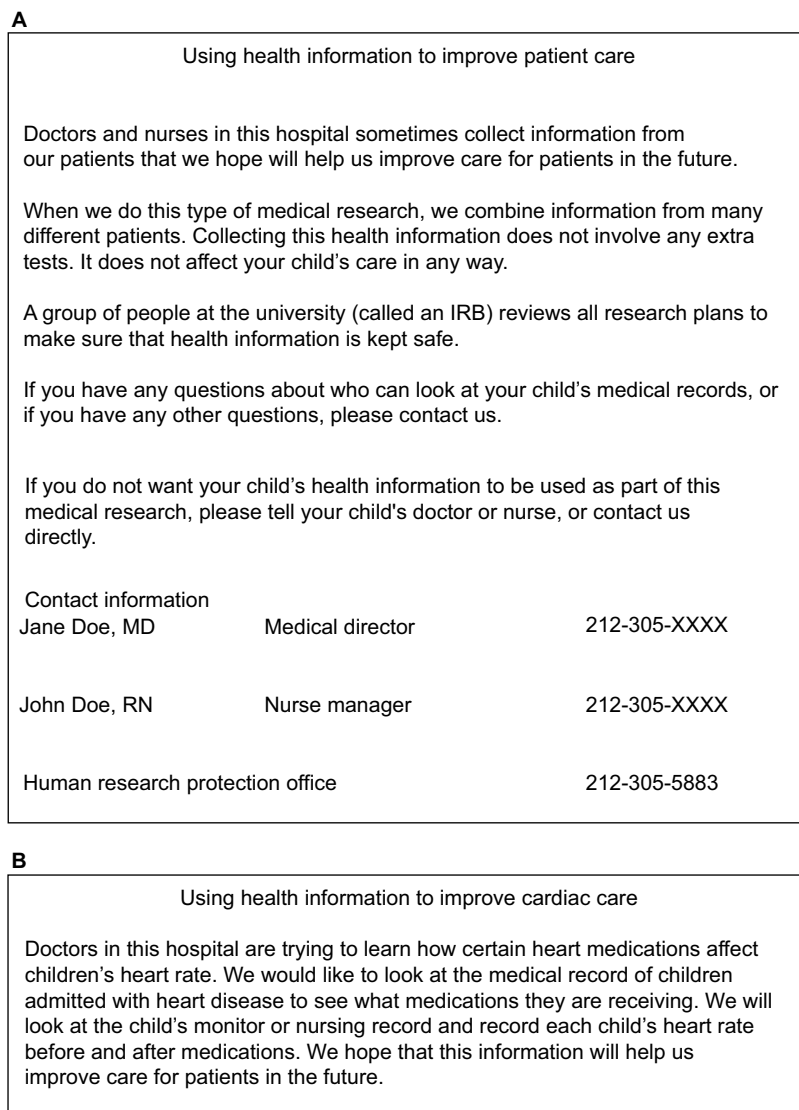 A
Using health information to improve patient care
Doctors and nurses in this hospital sometimes collect information from
our patients that we hope will help us improve care for patients in the future.
When we do this type of medical research, we combine information from many
different patients. Collecting this health information does not involve any extra
tests. It does not affect your child’s care in any way.
A group of people at the university (called an IRB) reviews all research plans to
make sure that health information is kept safe.
If you have any questions about who can look at your child’s medical records, or
if you have any other questions, please contact us.
If you do not want your child’s health information to be used as part of this
medical research, please tell your child's doctor or nurse, or contact us
directly.
Contact information
Jane Doe, MD Medical director 212-305-XXXX
John Doe, RN Nurse manager 212-305-XXXX
Human research protection office 212-305-5883
B
Using health information to improve cardiac care
Doctors in this hospital are trying to learn how certain heart medications affect
children’s heart rate. We would like to look at the medical record of children
admitted with heart disease to see what medications they are receiving. We will
look at the child’s monitor or nursing record and record each child’s heart rate
before and after medications. We hope that this information will help us
improve care for patients in the future.